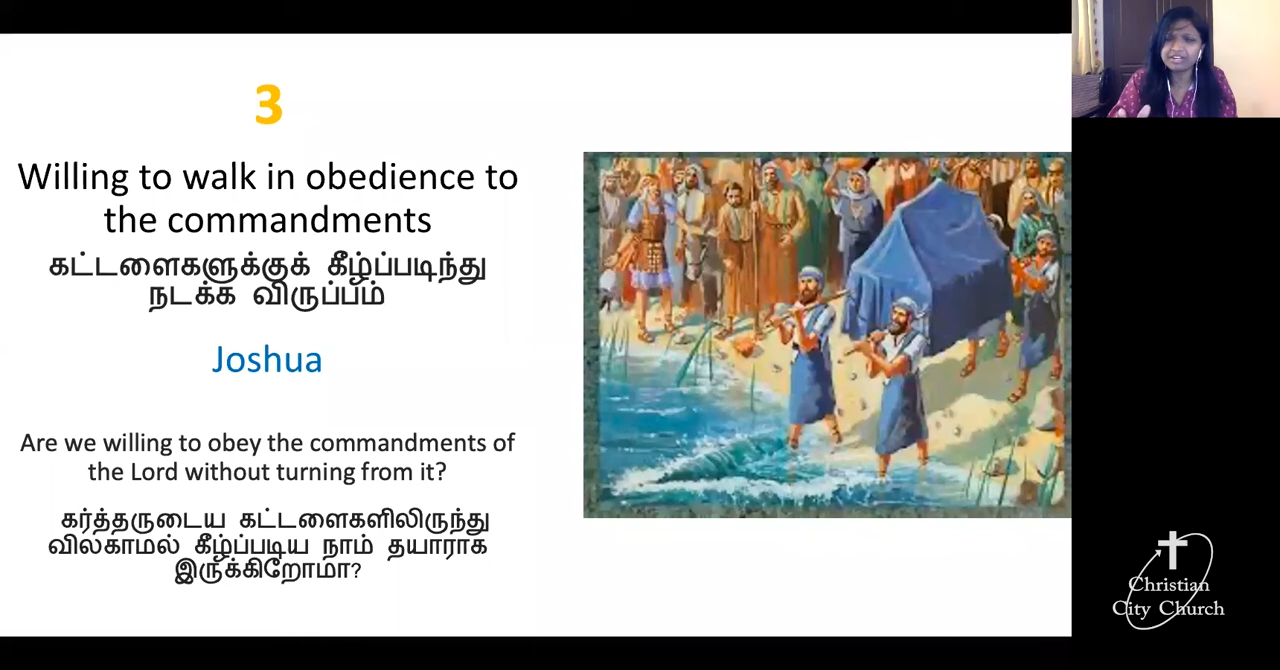 3
Willing to walk in obedience to
the commandments
கட்டளைகளுக்குக் கீழ்ப்படிந்து
நடக்க விருப்பம்
Joshua
Are we willing to obey the commandments of
the Lord without turning from it?
கர்த்தருடைய கட்டளைகளிலிருந்து
விலகாமல் கீழ்ப்படிய நாம் தயாராக
இருக்கிறோமா?
Christian
City Church